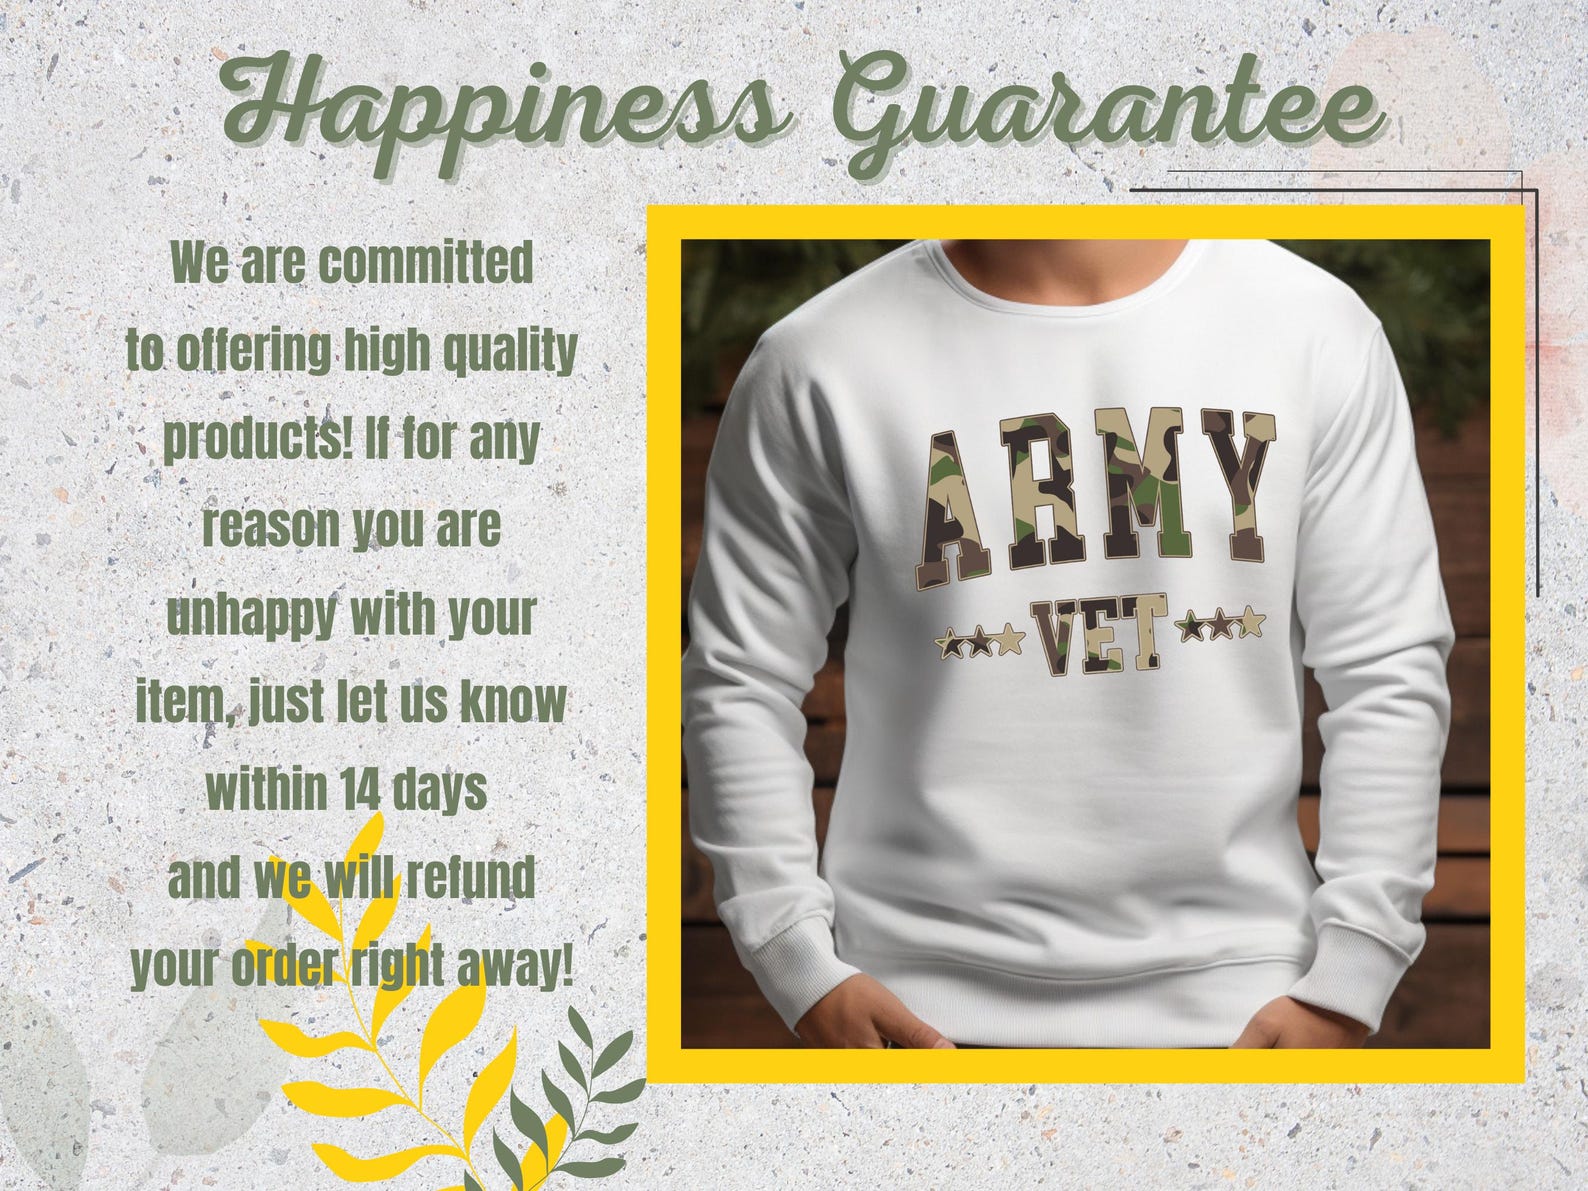 Happiness Guarantee
We are committed
to offering high quality
products! If for any
reason you are
unhappy with your
item, just let us know
within 14 days
and we will refund
your order right away!
ARMY
VET